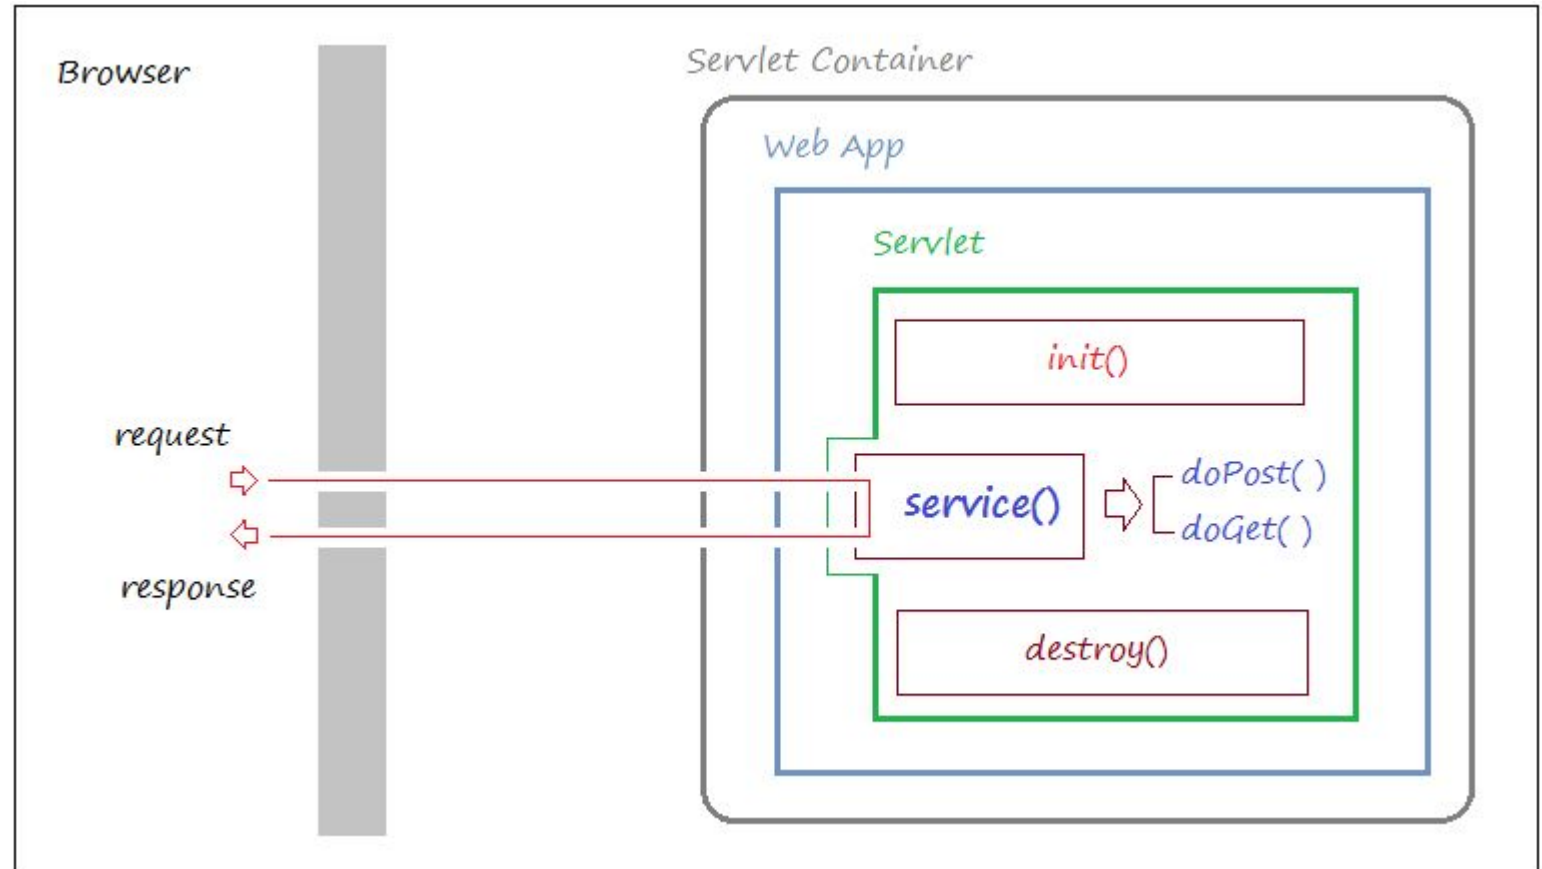 Browser
Servlet Container
Web App
Servlet
init()
request
service()
doPost( )
doGet( )
response
destroy()